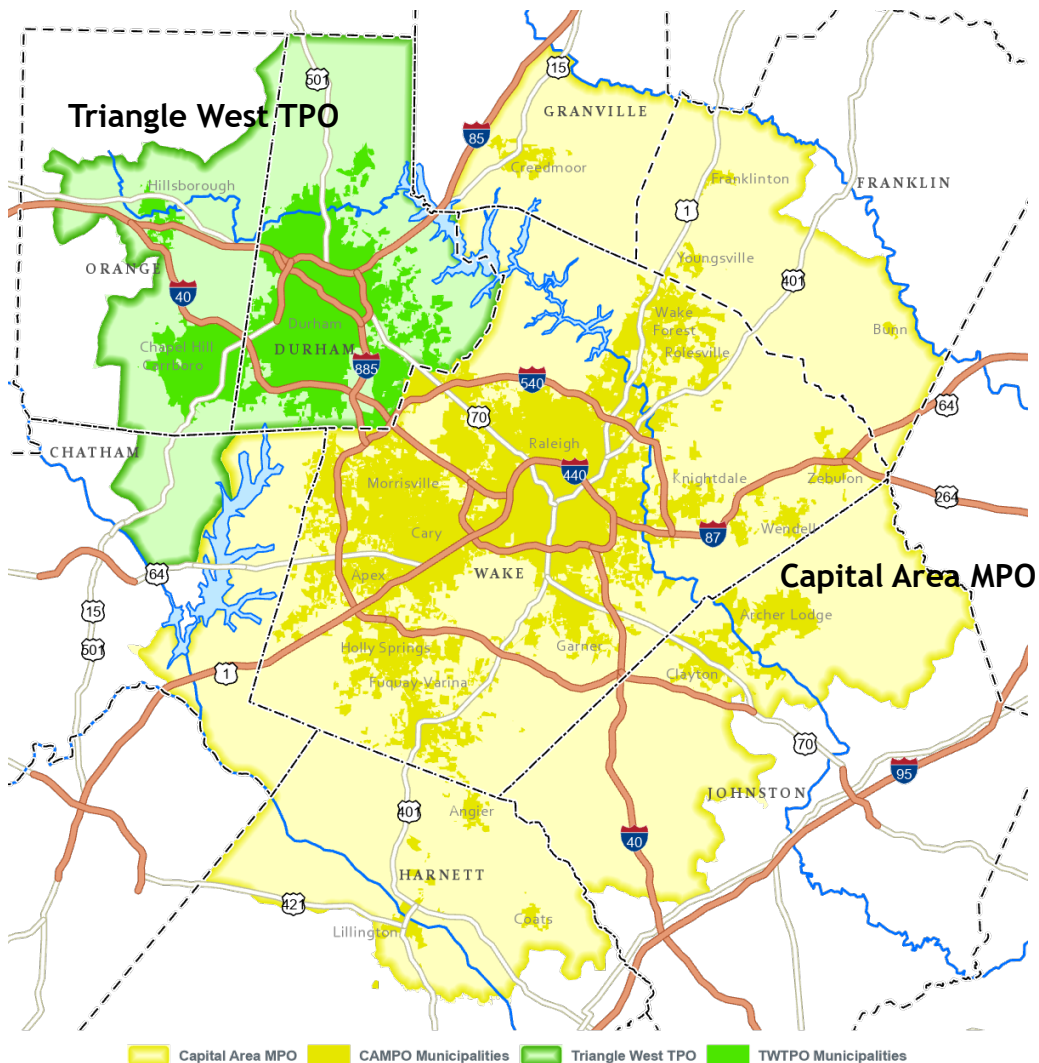 15
501
GRANVILLE
Triangle West TPO
85
Creedmoor
Hillsborough
Franklinton
FRANKLIN
1
Youngsville
ORANGE
401
40
Wake
Forest
Durham
Bunn
Chapel Hill
Carrboro
DURHAM
Rolesville
885
540
64
70
Raleigh
CHATHAM
440
Morrisville
Knightdale
Zebulon
264
Cary
87
Wendell
64
Apex
WAKE
Capital Area MPO
15
Archer Lodge
501
Holly Springs
Garner
1
Fuquay-Varina
Clayton
70
95
JOHNSTON
401
Angier
40
HARNETT
421
Lillington
Coats
Capital Area MPO CAMPO Municipalities Triangle West TPO TWTPO Municipalities